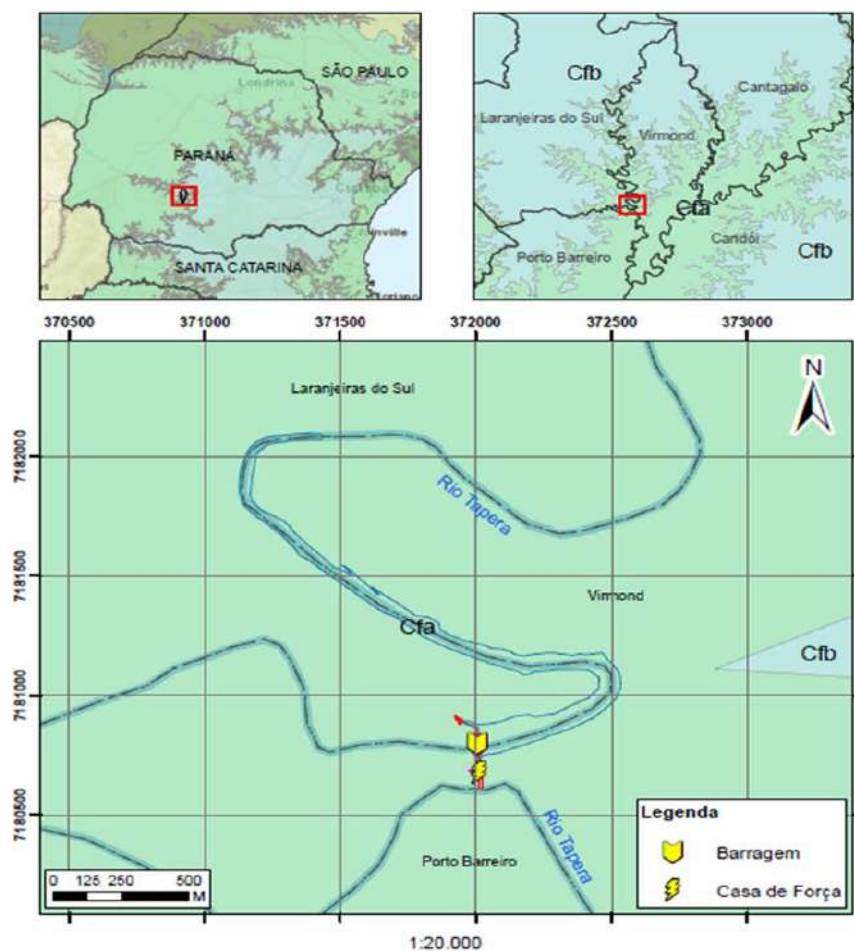 SÃO PAULO
Londrina
PARANÁ
Curitiba
SANTA CATARINA
Cfb
Cantagalo
Laranjeiras do Sul
Virmond
Cfa
Candói
Porto Barreiro
Cfb
370500 371000 371500 372000 372500 373000
Laranjeiras do Sul
N
7182000
Rio Tapera
7181500
Virmond
Cfa
Cfb
7181000
7180500
Rio Tapera
Porto Barreiro
Legenda
Barragem
Casa de Força
0 125 250 500
M
1:20.000